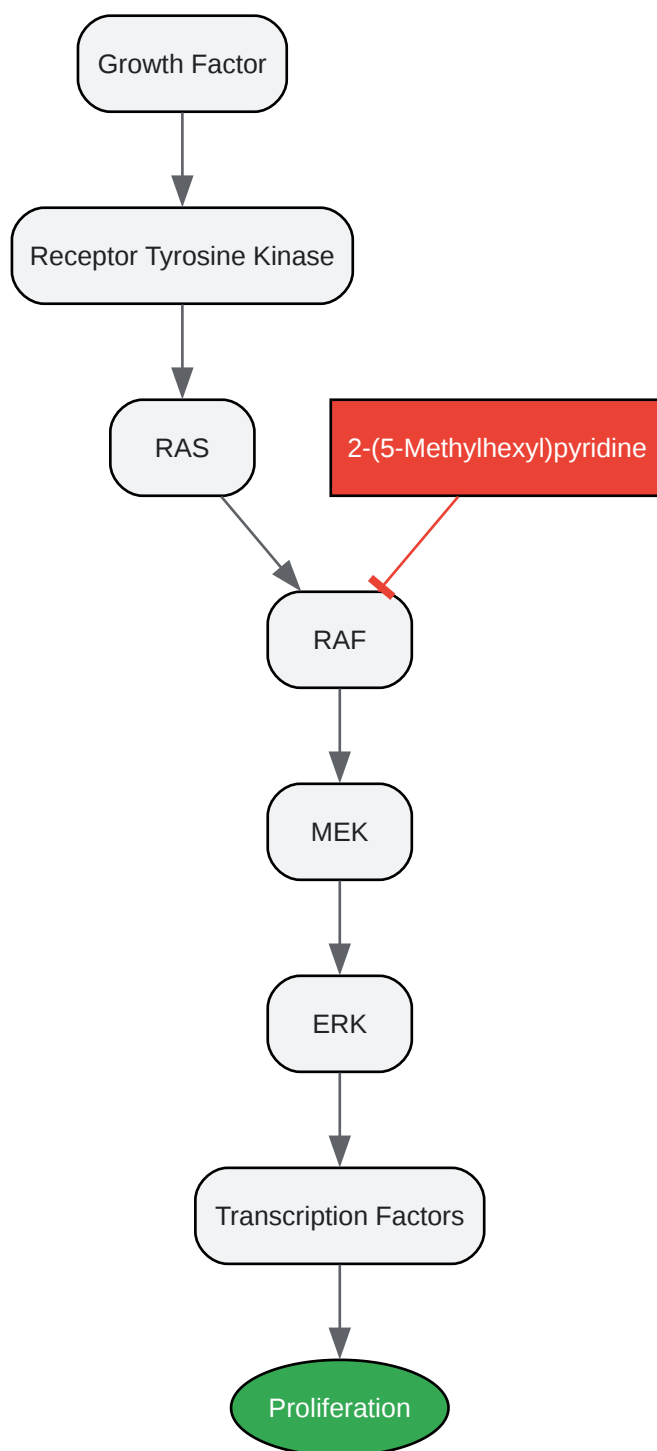 Growth Factor
Receptor Tyrosine Kinase
RAS
2-(5-Methylhexyl)pyridine
RAF
MEK
ERK
Transcription Factors
Proliferation